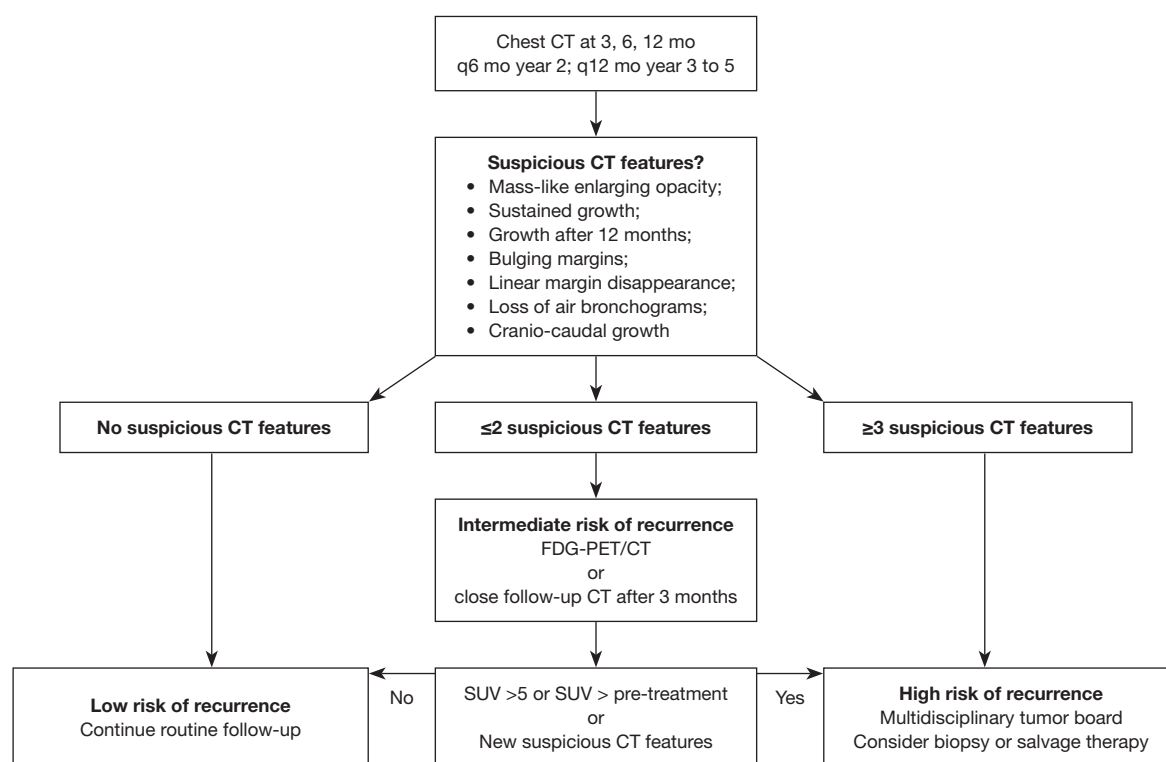 Chest CT at 3, 6, 12 mo
q6 mo year 2; q12 mo year 3 to 5
Suspicious CT features?
• Mass-like enlarging opacity;
• Sustained growth;
• Growth after 12 months;
• Bulging margins;
• Linear margin disappearance;
• Loss of air bronchograms;
• Cranio-caudal growth
No suspicious CT features
≤2 suspicious CT features
≥3 suspicious CT features
Intermediate risk of recurrence
FDG-PET/CT
or
close follow-up CT after 3 months
Low risk of recurrence
Continue routine follow-up
No
SUV >5 or SUV > pre-treatment
or
New suspicious CT features
Yes
High risk of recurrence
Multidisciplinary tumor board
Consider biopsy or salvage therapy